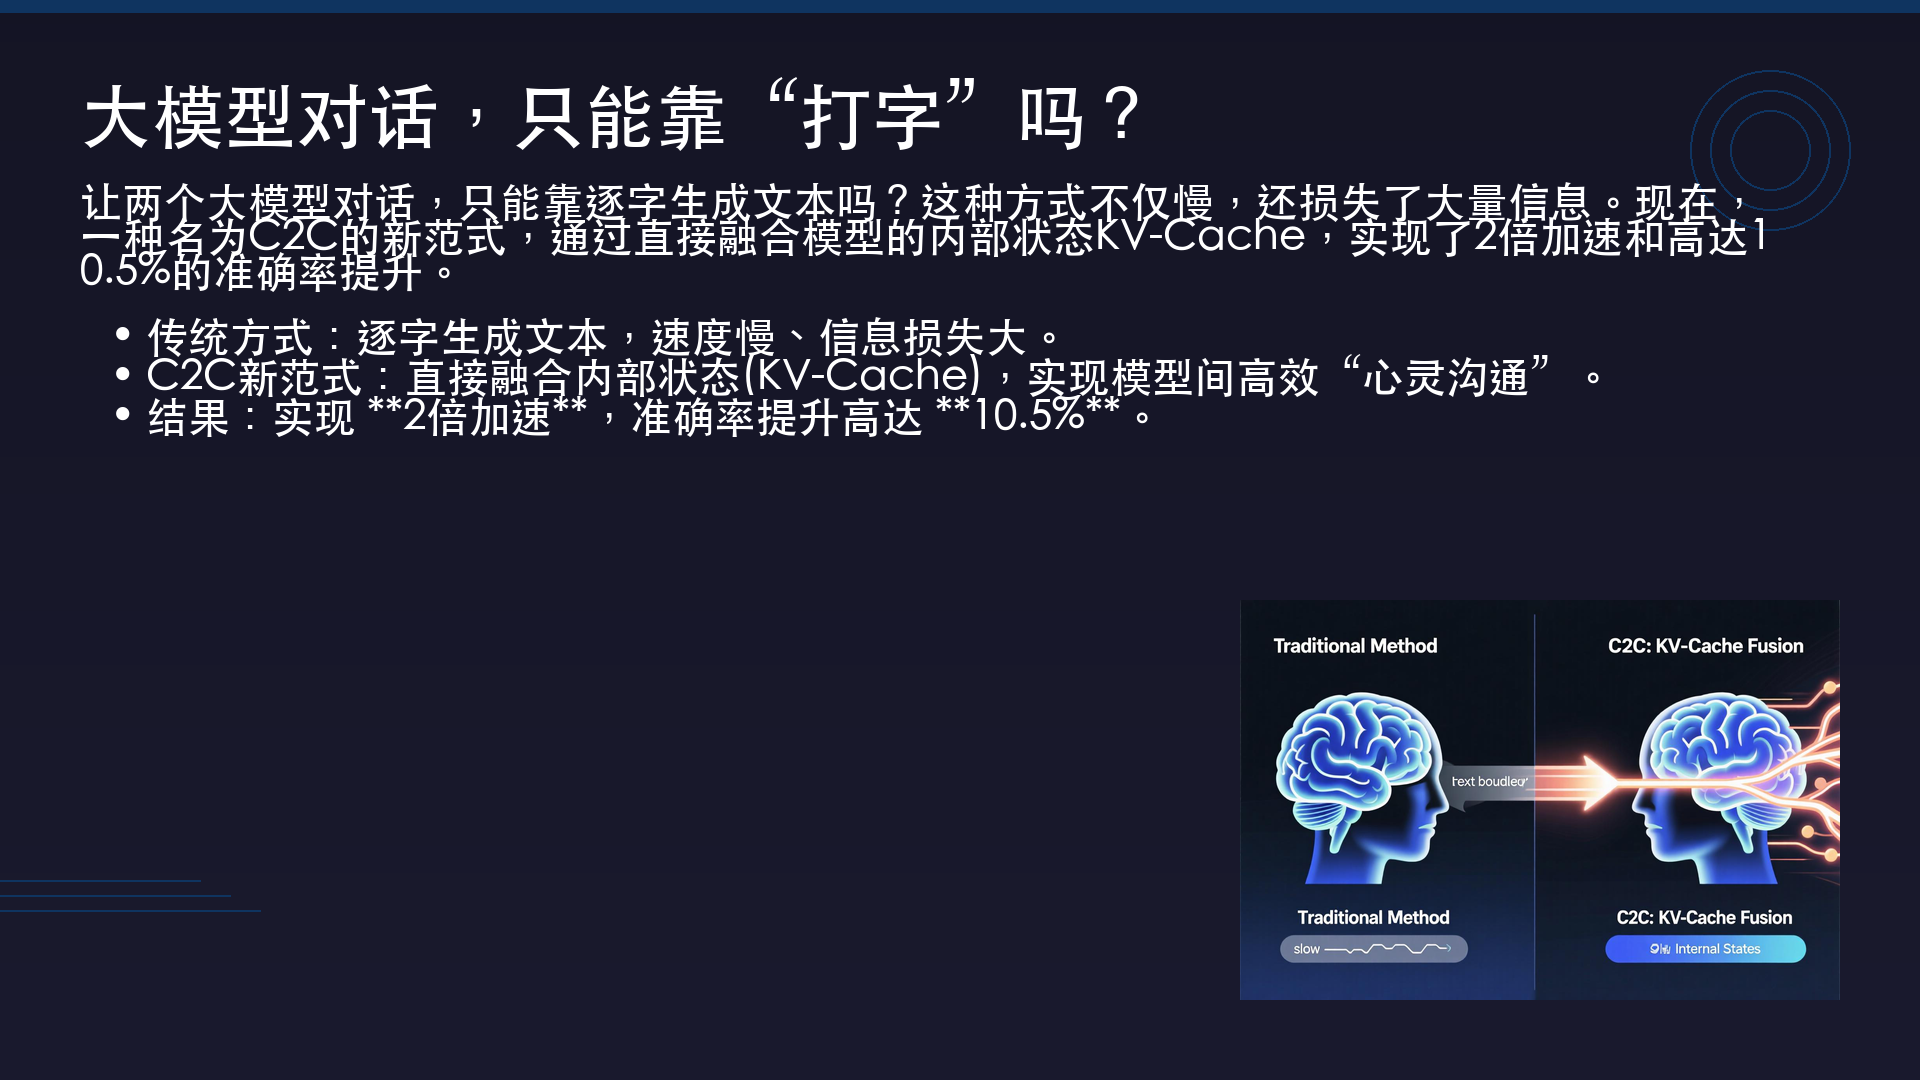 大模型对话，只能靠“打字”吗？
让两个大模型对话，只能靠逐字生成文本吗？这种方式不仅慢，还损失了大量信息。现在，
一种名为C2C的新范式，通过直接融合模型的内部状态KV-Cache，实现了2倍加速和高达1
0.5%的准确率提升。
• 传统方式：逐字生成文本，速度慢、信息损失大。
• C2C新范式：直接融合内部状态(KV-Cache)，实现模型间高效“心灵沟通”。
• 结果：实现 **2倍加速**，准确率提升高达 **10.5%**。
Traditional Method
C2C: KV-Cache Fusion
text boudler
Traditional Method
C2C: KV-Cache Fusion
slow
Internal States